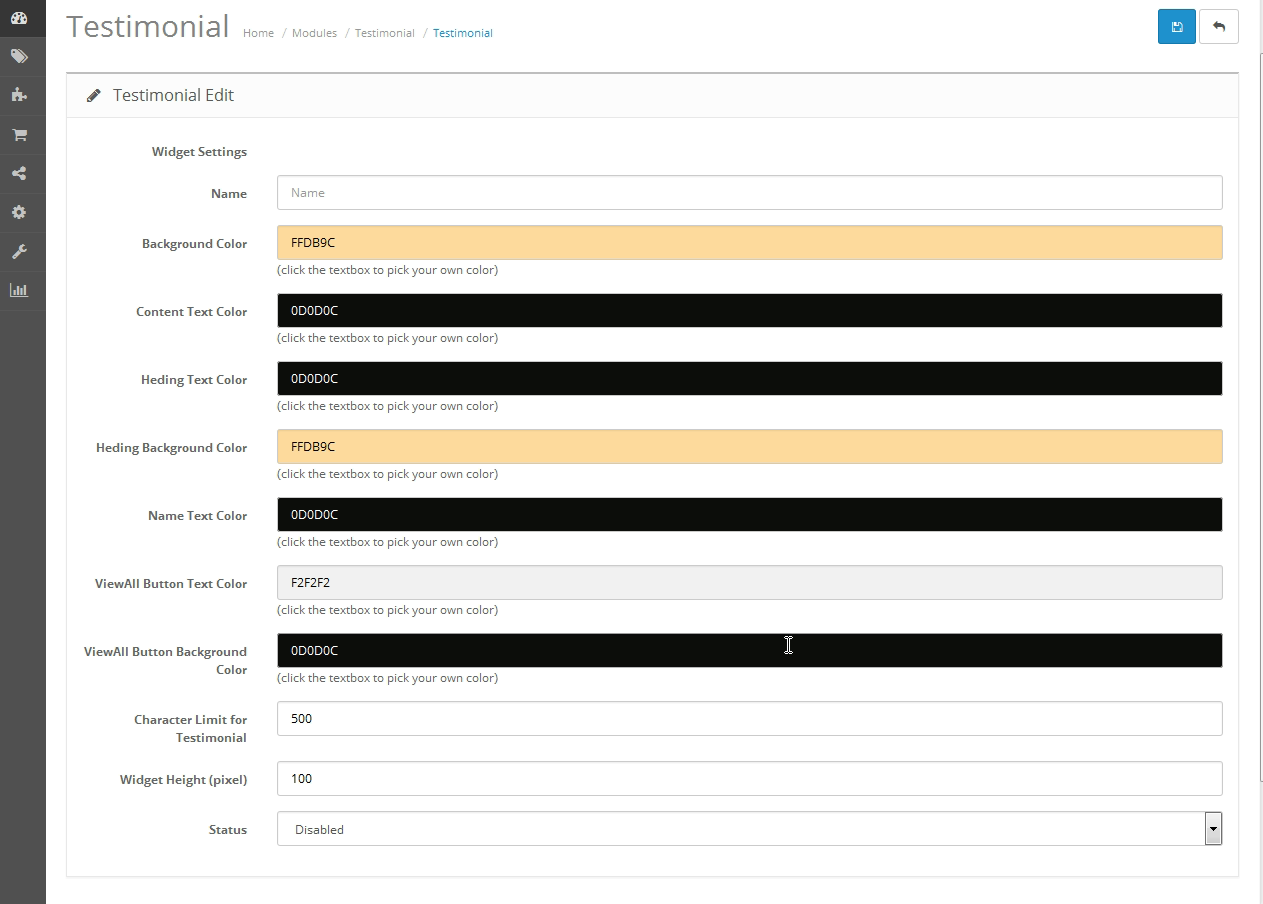 Testimonial Home / Modules / Testimonial / Testimonial
Testimonial Edit
Widget Settings
Name Name
Background Color FFDB9C
(click the textbox to pick your own color)
Content Text Color 0D0D0C
(click the textbox to pick your own color)
Heding Text Color 0D0D0C
(click the textbox to pick your own color)
Heding Background Color FFDB9C
(click the textbox to pick your own color)
Name Text Color 0D0D0C
(click the textbox to pick your own color)
ViewAll Button Text Color F2F2F2
(click the textbox to pick your own color)
ViewAll Button Background 0D0D0C
Color
(click the textbox to pick your own color)
Character Limit for 500
Testimonial
Widget Height (pixel) 100
Status Disabled